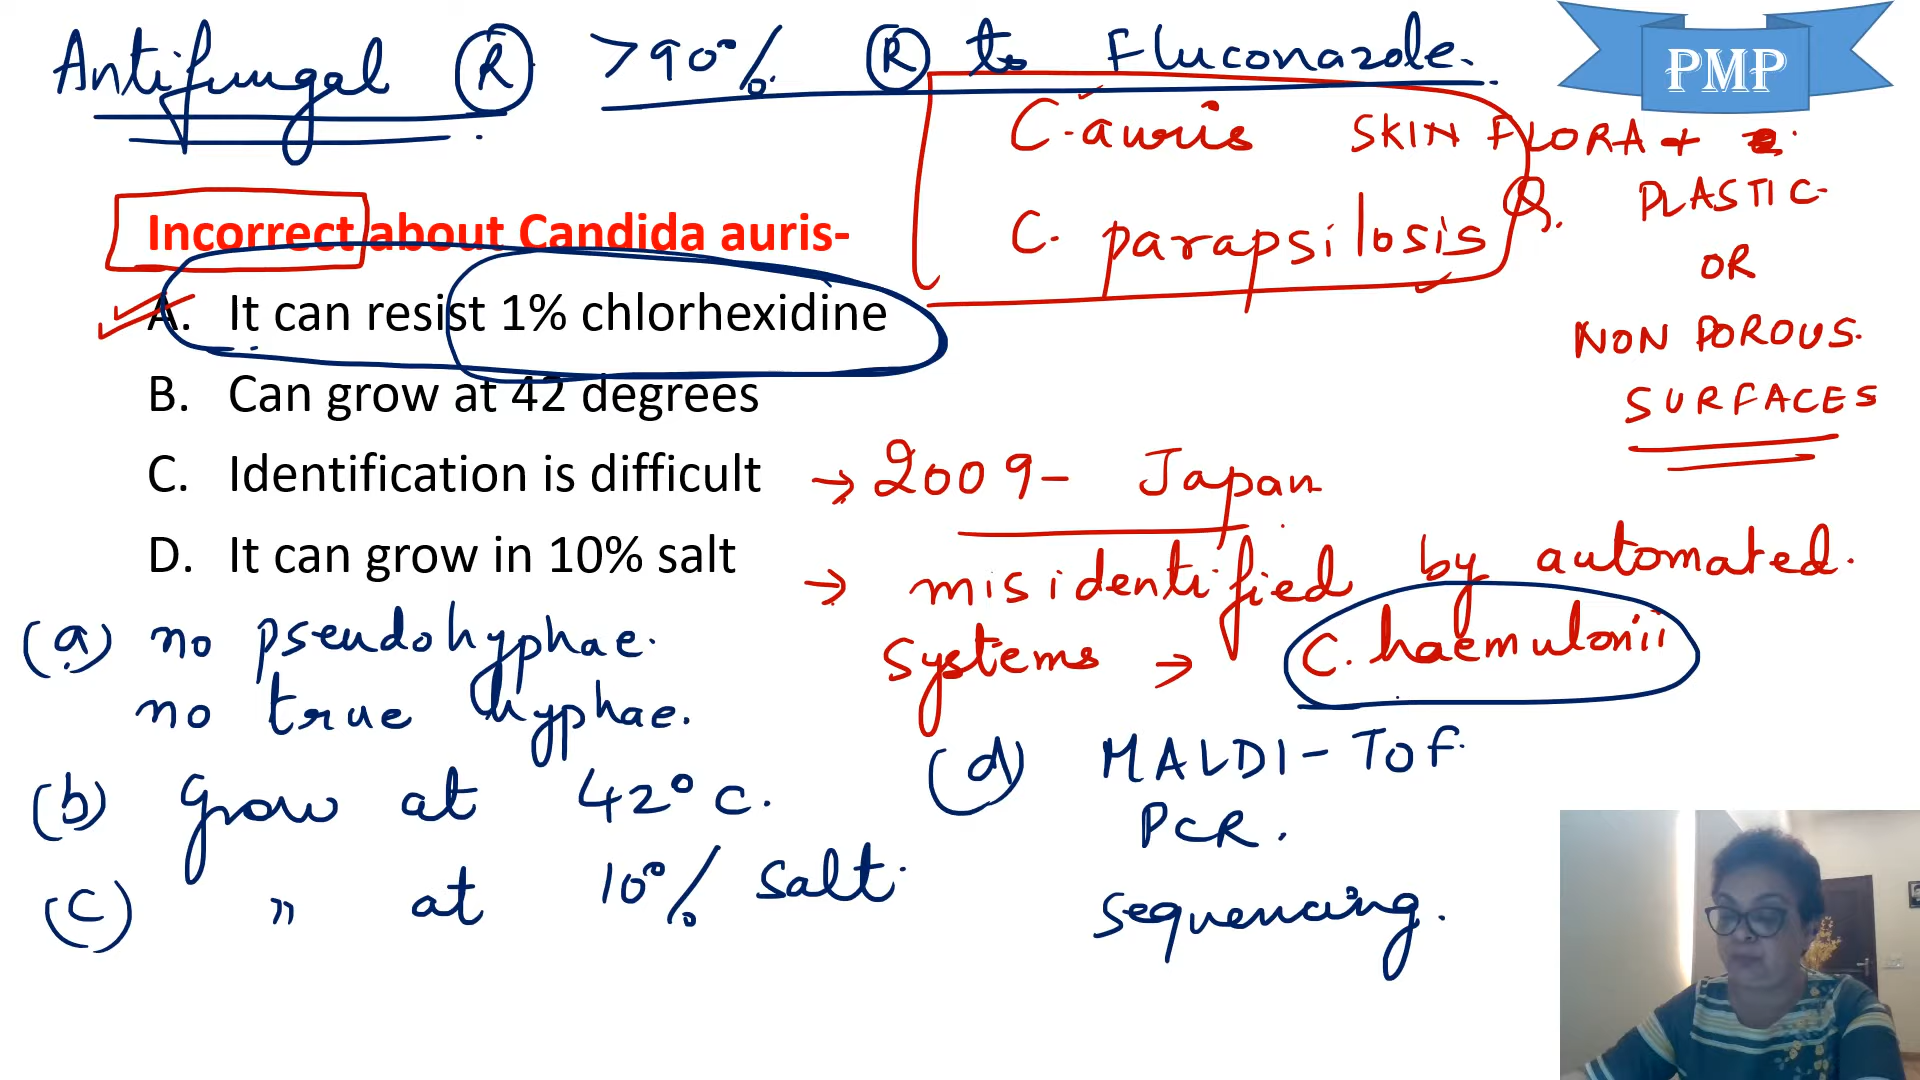 Antifungal R >90% R to Fluconazole.
PMP
C. auris SKIN FLORA +
PLASTIC
OR
NON POROUS.
SURFACES
C. parapsilosis
Incorrect about Candida auris-
A. It can resist 1% chlorhexidine
B. Can grow at 42 degrees
C. Identification is difficult
D. It can grow in 10% salt
→ 2009 - Japan
→ misidentified by automated.
systems → C. haemulonii
(a) no pseudohyphae.
no true hyphae.
(b) grow at 42° c.
(c) " at 10% salt.
(d) MALDI-TOF
PCR.
sequencing.